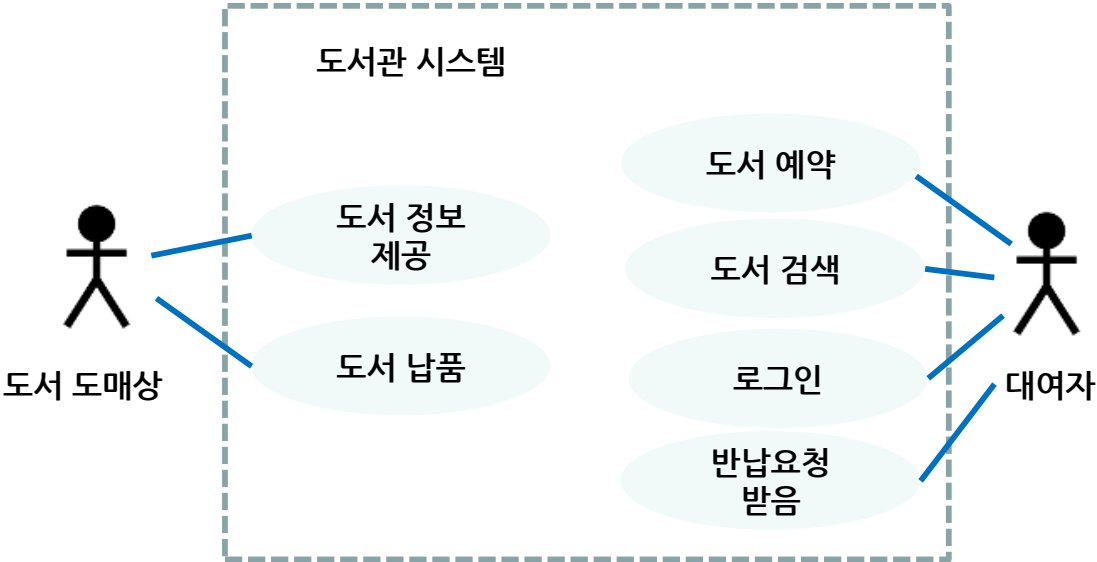 도서관 시스템
도서 예약
도서 정보
제공
도서 검색
도서 납품
로그인
도서 도매상
대여자
반납요청
받음